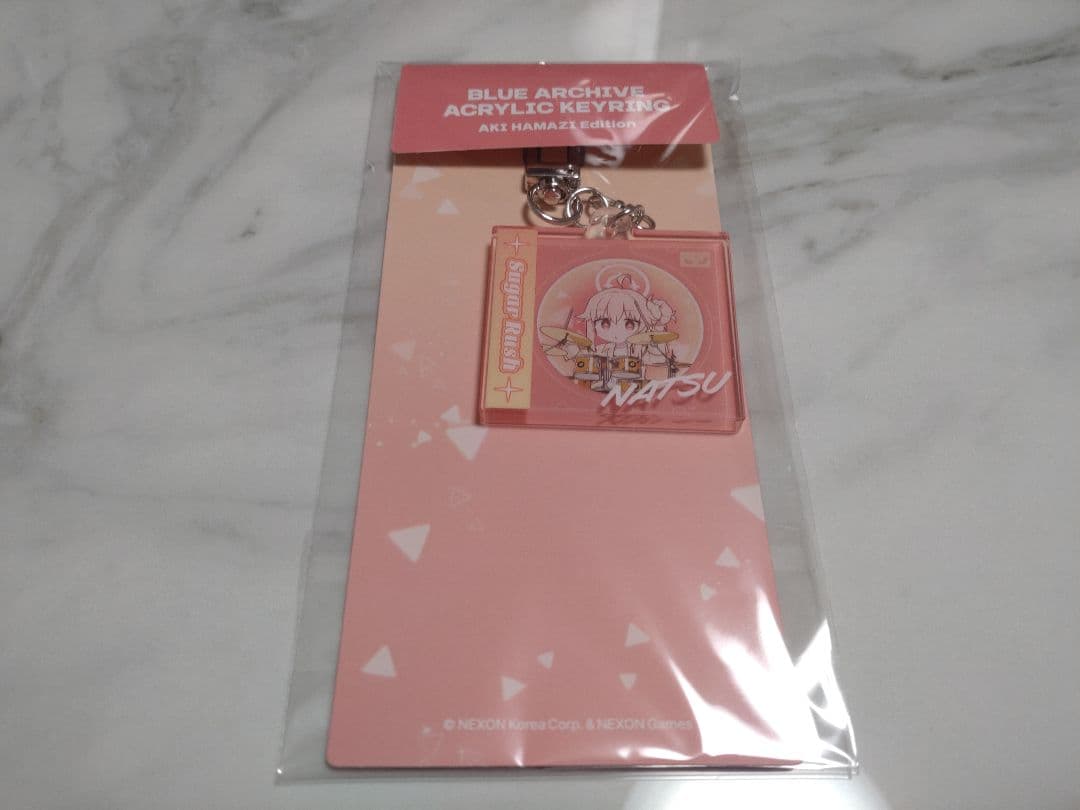 BLUE ARCHIVE
ACRYLIC KEYRING
AKI HAMAZI Edition
Sugar Rush
NATSU
© NEXON Korea Corp. & NEXON Games